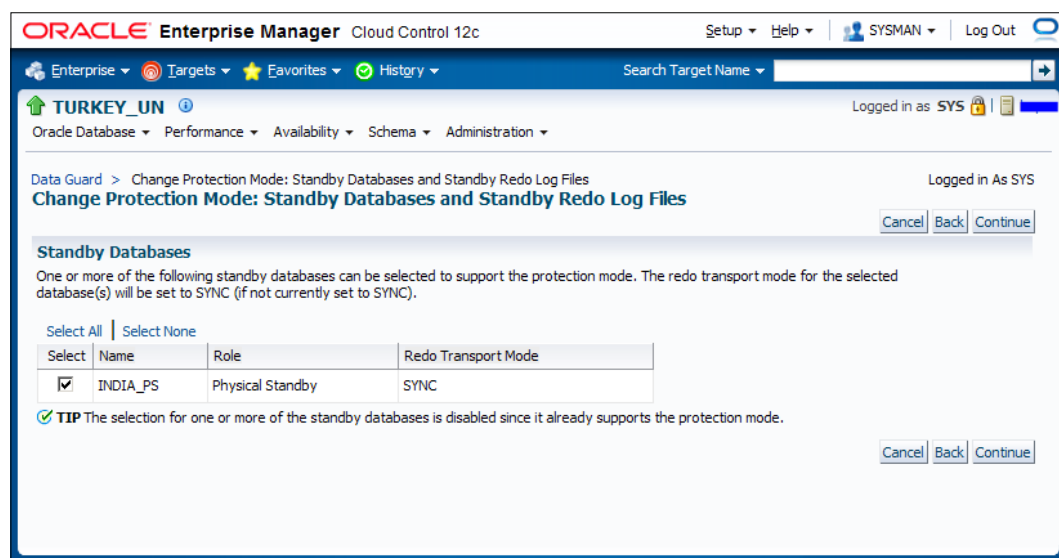 ORACLE Enterprise Manager Cloud Control 12c Setup Help SYSMAN Log Out
Enterprise Targets Favorites History Search Target Name
TURKEY_UN Logged in as SYS
Oracle Database Performance Availability Schema Administration
Data Guard > Change Protection Mode: Standby Databases and Standby Redo Log Files Logged in As SYS
Change Protection Mode: Standby Databases and Standby Redo Log Files
Cancel Back Continue
Standby Databases
One or more of the following standby databases can be selected to support the protection mode. The redo transport mode for the selected
database(s) will be set to SYNC (if not currently set to SYNC).
Select All | Select None
Select Name Role Redo Transport Mode
INDIA_PS Physical Standby SYNC
TIP The selection for one or more of the standby databases is disabled since it already supports the protection mode.
Cancel Back Continue